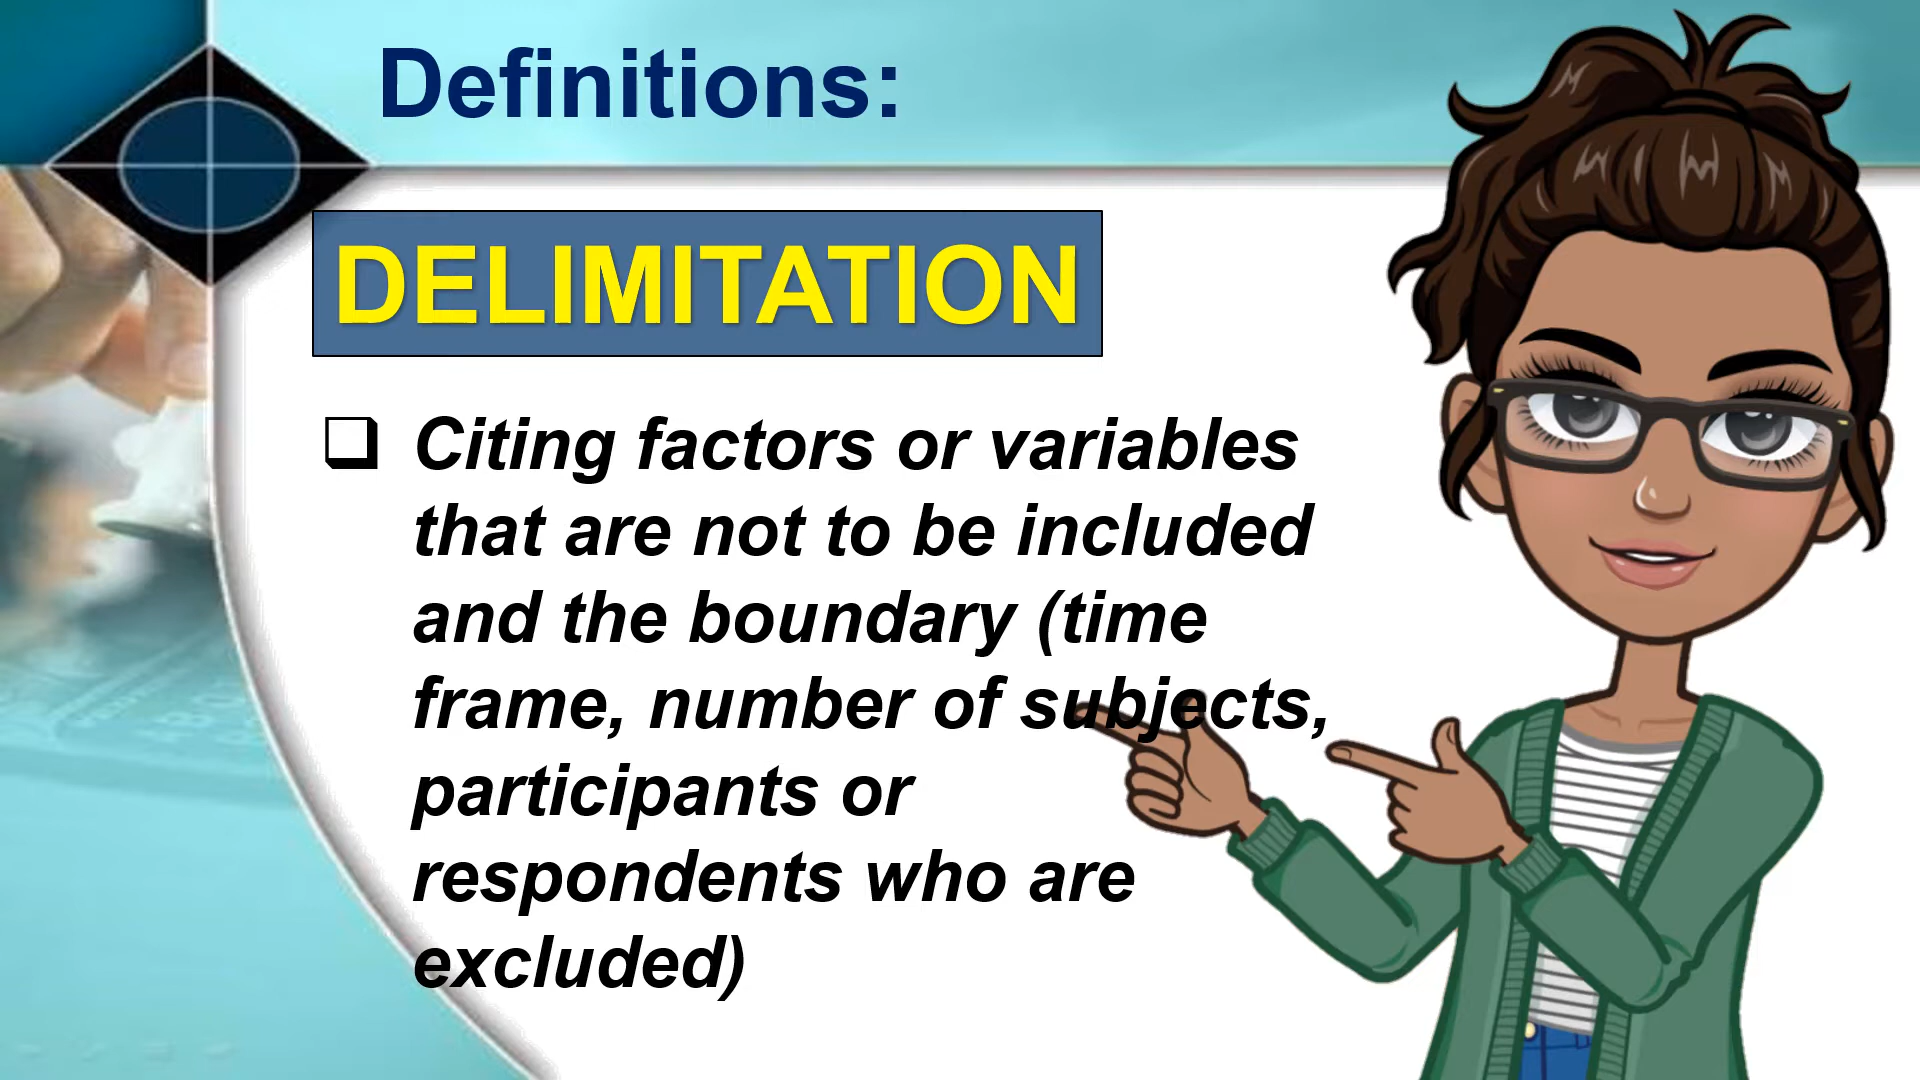 Definitions:
DELIMITATION
❑ Citing factors or variables
that are not to be included
and the boundary (time
frame, number of subjects,
participants or
respondents who are
excluded)